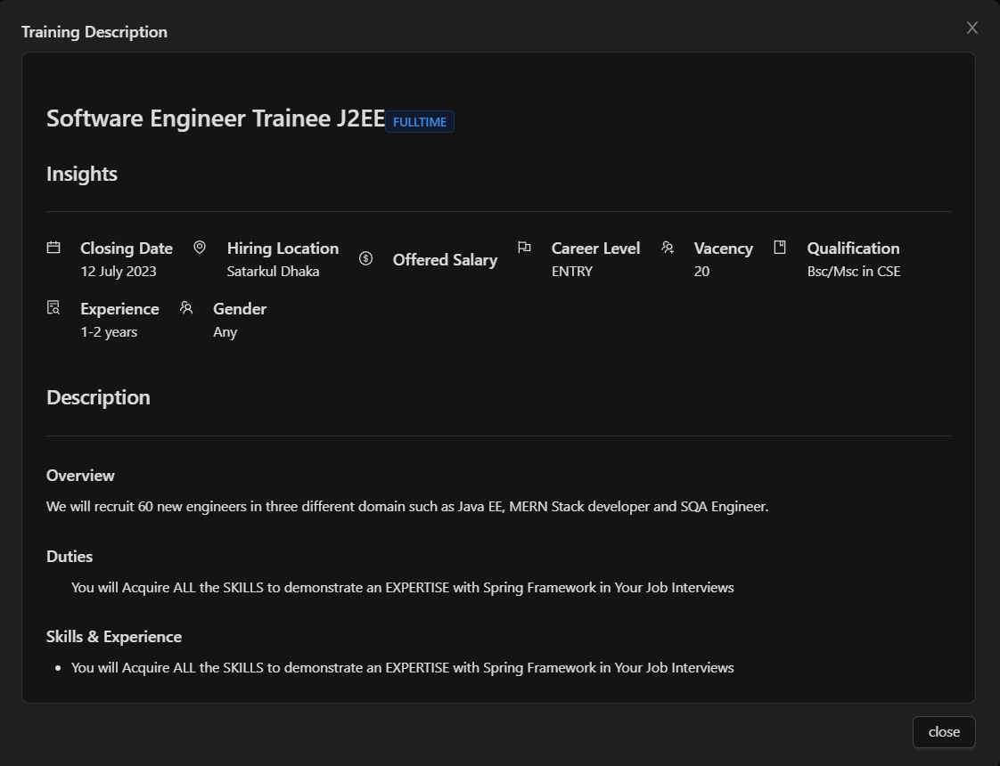 Training Description
Software Engineer Trainee J2EE FULLTIME
Insights
Closing Date
12 July 2023
Hiring Location
Satarkul Dhaka
Offered Salary
Career Level
ENTRY
Vacency
20
Qualification
Bsc/Msc in CSE
Experience
1-2 years
Gender
Any
Description
Overview
We will recruit 60 new engineers in three different domain such as Java EE, MERN Stack developer and SQA Engineer.
Duties
You will Acquire ALL the SKILLS to demonstrate an EXPERTISE with Spring Framework in Your Job Interviews
Skills & Experience
• You will Acquire ALL the SKILLS to demonstrate an EXPERTISE with Spring Framework in Your Job Interviews
close